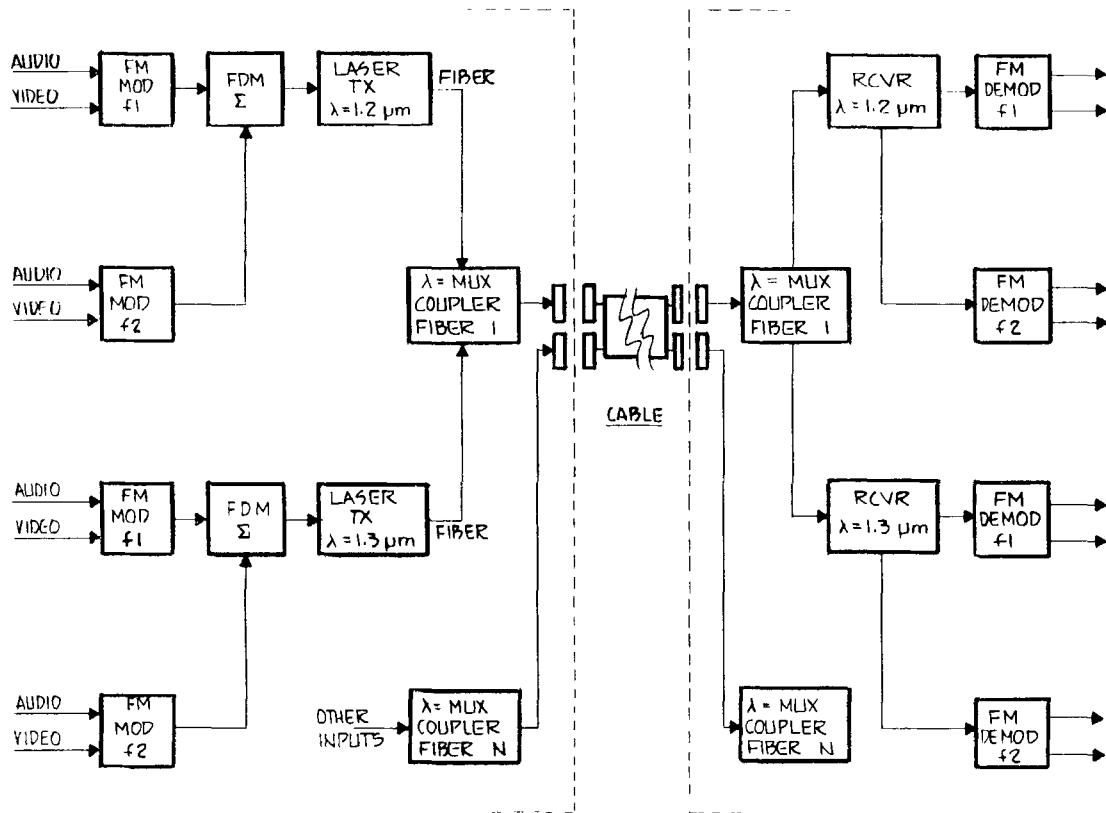 AUDIO
VIDEO
FM
MOD
f1
FDM
Σ
LASER
TX
λ = 1.2 μm
FIBER
RCVR
λ = 1.2 μm
FM
DEMOD
f1
AUDIO
VIDEO
FM
MOD
f2
λ = MUX
COUPLER
FIBER 1
λ = MUX
COUPLER
FIBER 1
FM
DEMOD
f2
CABLE
AUDIO
VIDEO
FM
MOD
f1
FDM
Σ
LASER
TX
λ = 1.3 μm
FIBER
RCVR
λ = 1.3 μm
FM
DEMOD
f1
AUDIO
VIDEO
FM
MOD
f2
OTHER
INPUTS
λ = MUX
COUPLER
FIBER N
λ = MUX
COUPLER
FIBER N
FM
DEMOD
f2